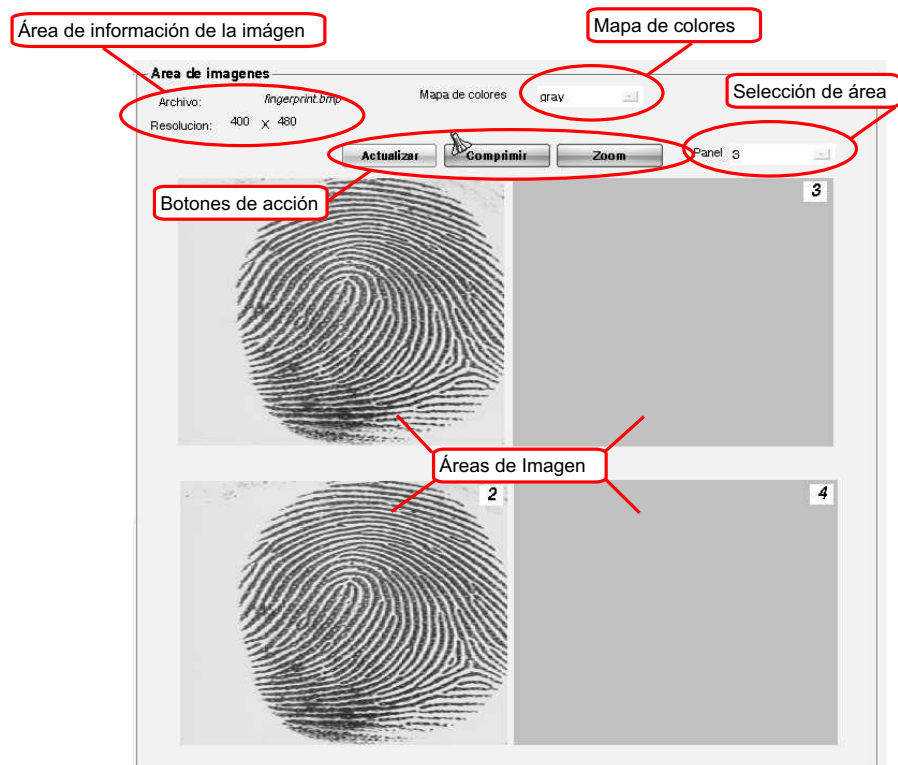 Área de información de la imágen
Mapa de colores
Area de imagenes
Archivo: fingerprint.bmp
Mapa de colores gray
Selección de área
Resolucion: 400 X 480
Actualizar Comprimir Zoom
Panel 3
Botones de acción
3
Áreas de Imagen
2
4